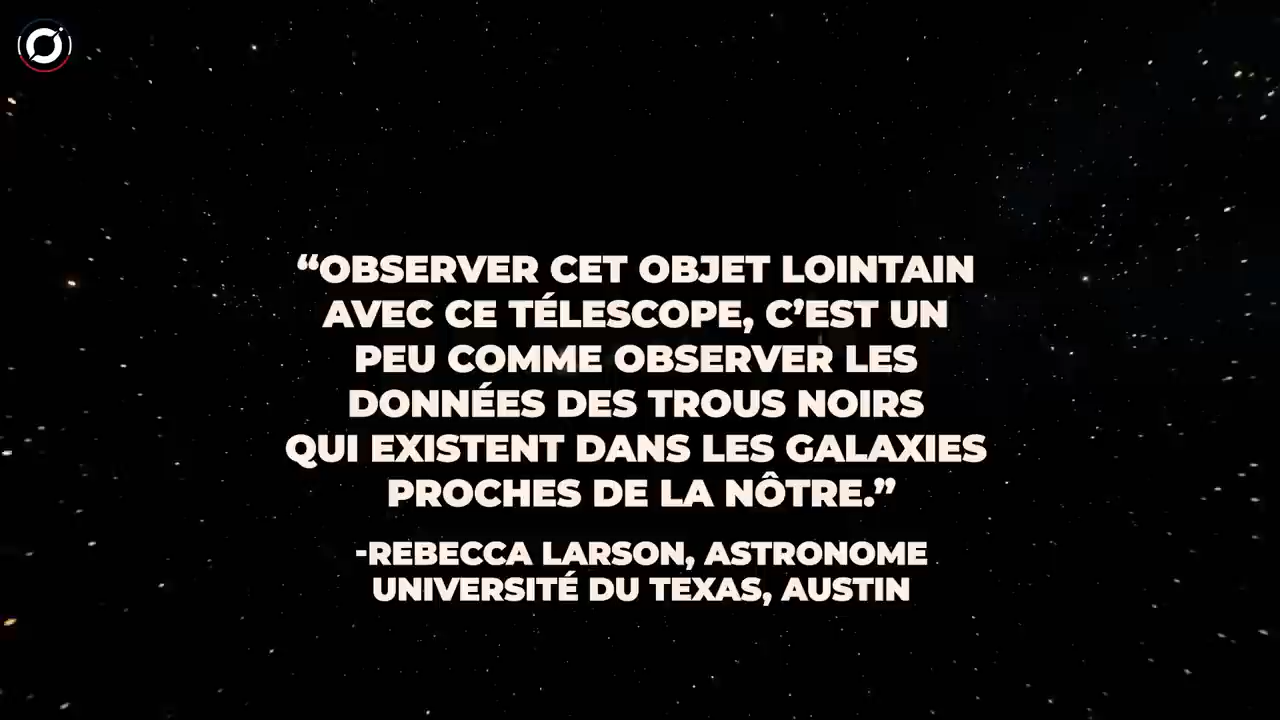 “OBSERVER CET OBJET LOINTAIN
AVEC CE TÉLESCOPE, C’EST UN
PEU COMME OBSERVER LES
DONNÉES DES TROUS NOIRS
QUI EXISTENT DANS LES GALAXIES
PROCHES DE LA NÔTRE.”
-REBECCA LARSON, ASTRONOME
UNIVERSITÉ DU TEXAS, AUSTIN